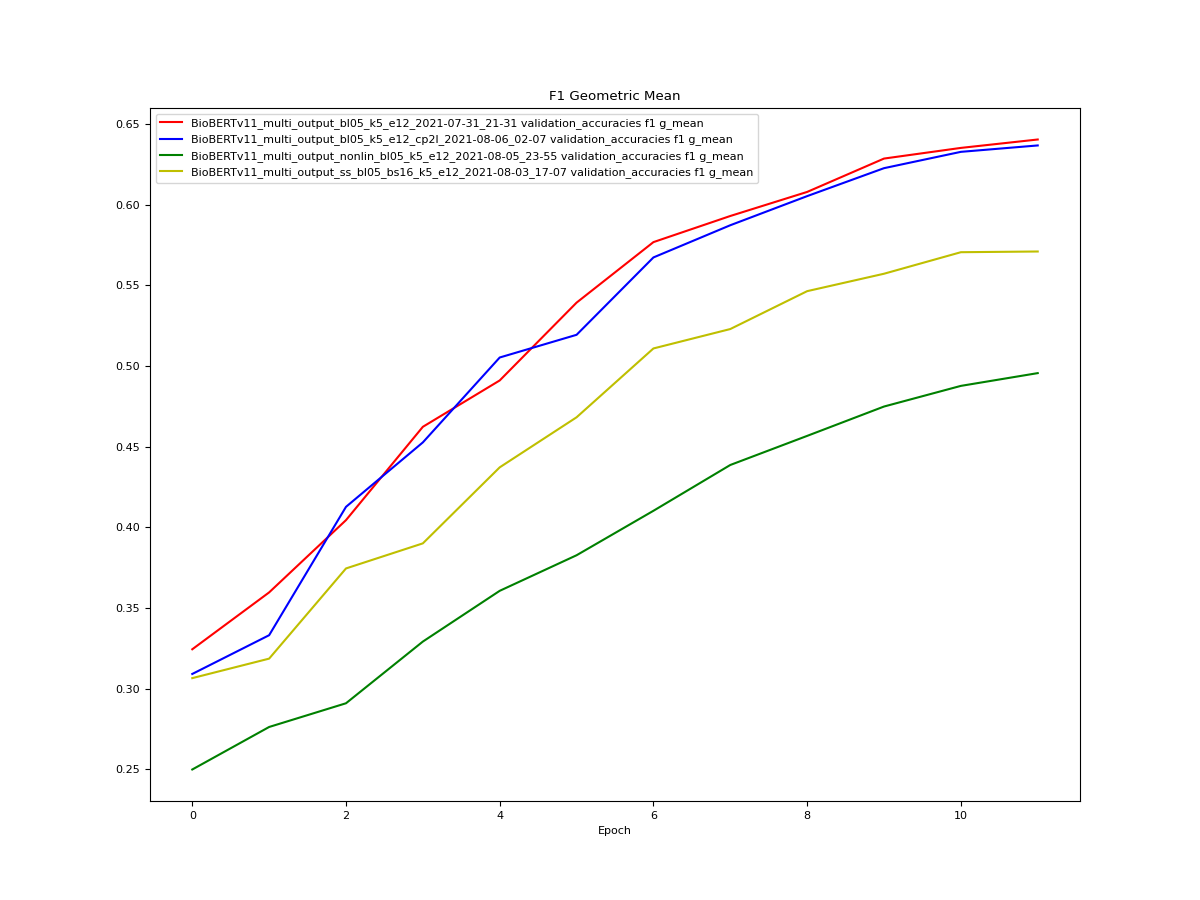 F1 Geometric Mean
BioBERTv11_multi_output_bl05_k5_e12_2021-07-31_21-31 validation_accuracies f1 g_mean
BioBERTv11_multi_output_bl05_k5_e12_cp2l_2021-08-06_02-07 validation_accuracies f1 g_mean
BioBERTv11_multi_output_nonlin_bl05_k5_e12_2021-08-05_23-55 validation_accuracies f1 g_mean
BioBERTv11_multi_output_ss_bl05_bs16_k5_e12_2021-08-03_17-07 validation_accuracies f1 g_mean
0.65
0.60
0.55
0.50
0.45
0.40
0.35
0.30
0.25
0 2 4 6 8 10
Epoch